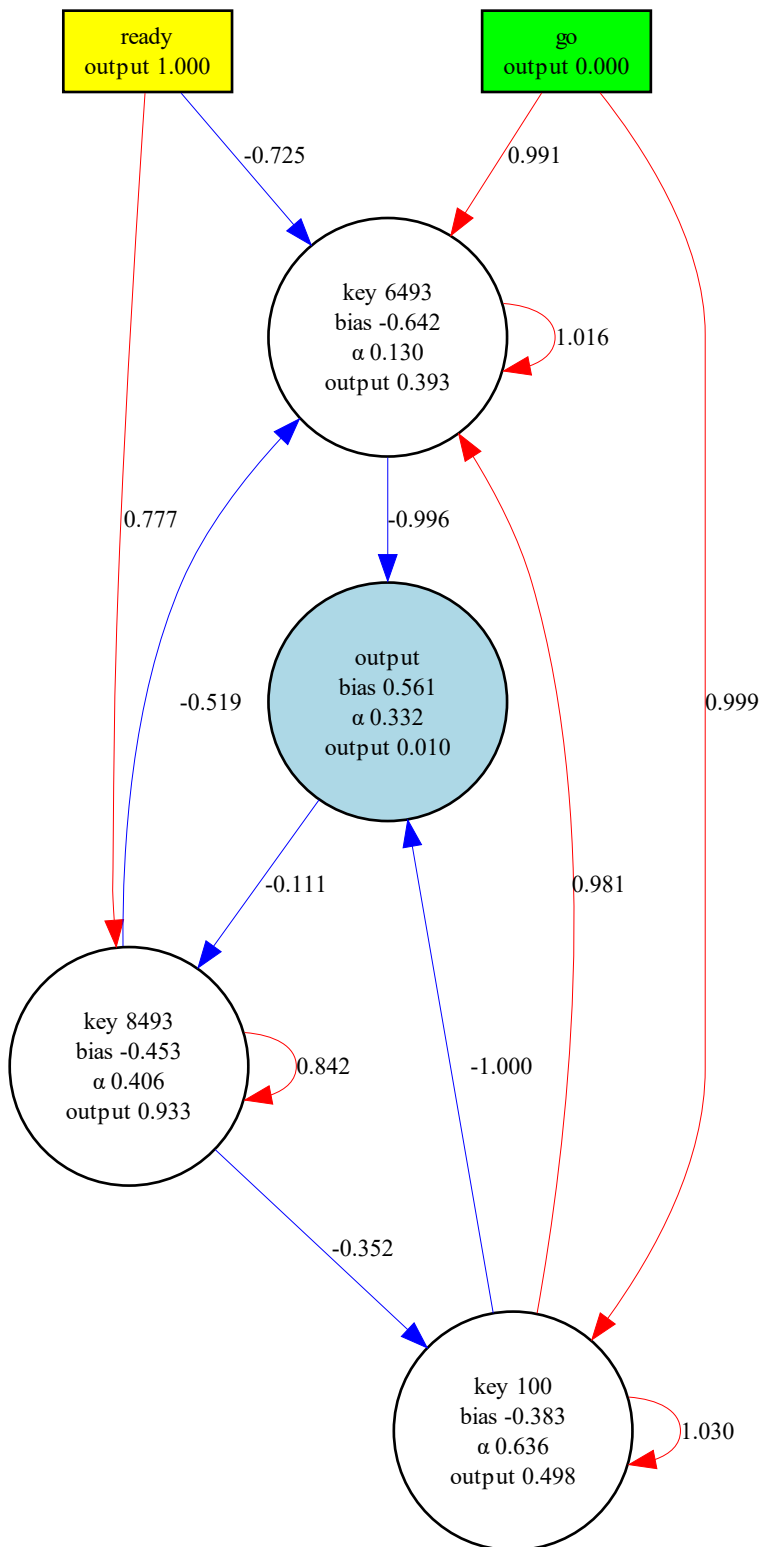 ready
output 1.000
go
output 0.000
-0.725
0.991
key 6493
bias -0.642
α 0.130
output 0.393
1.016
0.777
-0.996
-0.519
output
bias 0.561
α 0.332
output 0.010
0.999
-0.111
0.981
key 8493
bias -0.453
α 0.406
output 0.933
0.842
-1.000
-0.352
key 100
bias -0.383
α 0.636
output 0.498
1.030